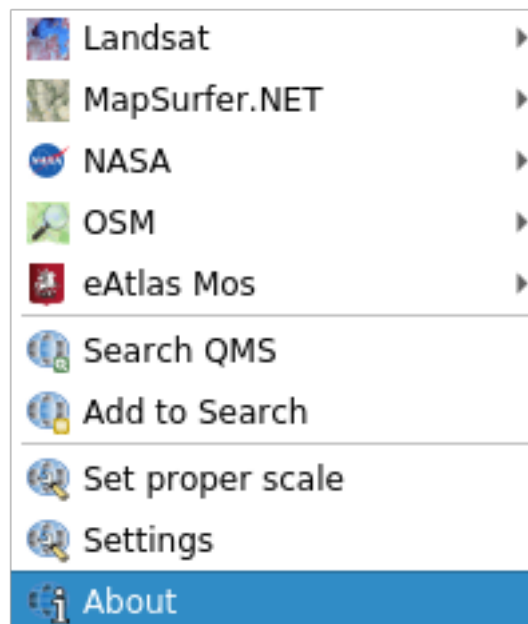 Landsat
MapSurfer.NET
NASA
OSM
eAtlas Mos
Search QMS
Add to Search
Set proper scale
Settings
About